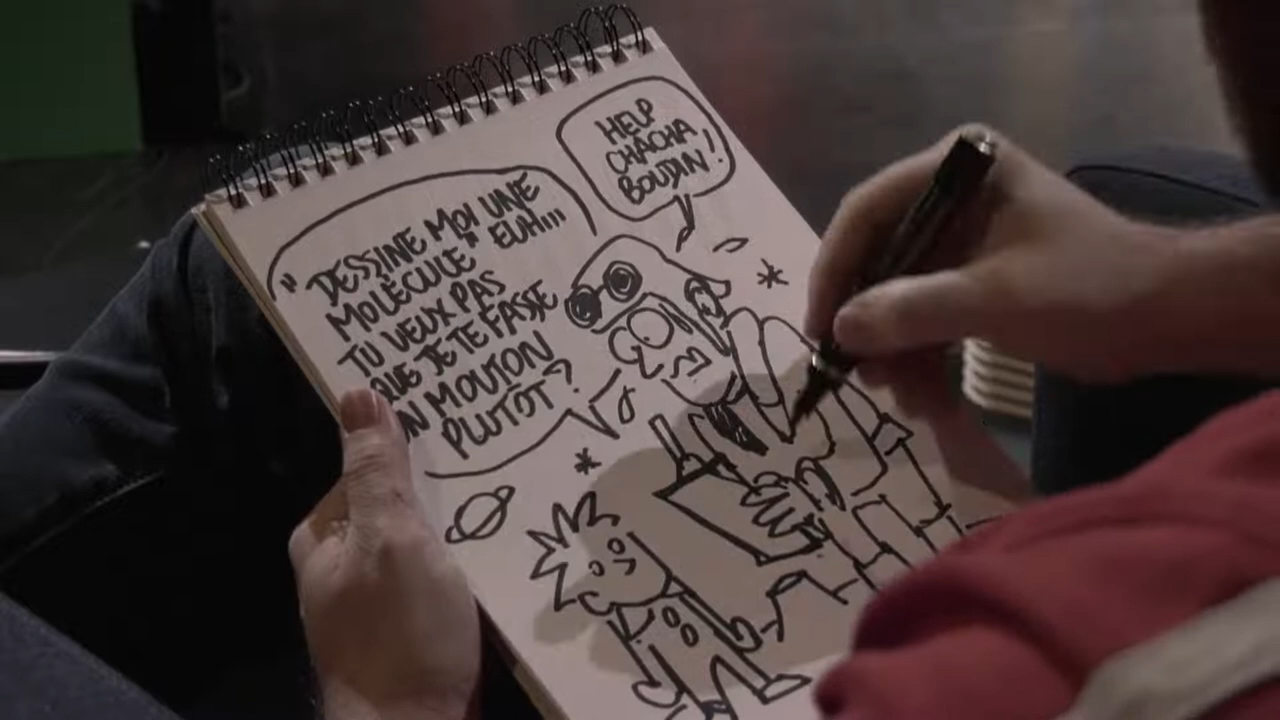 "DESSINE MOI UNE
MOLÉCULE" EUH...
TU VEUX PAS
QUE JE TE FASSE
UN MOUTON
PLUTÔT?
HELP
CHACHA
BOUDIN!